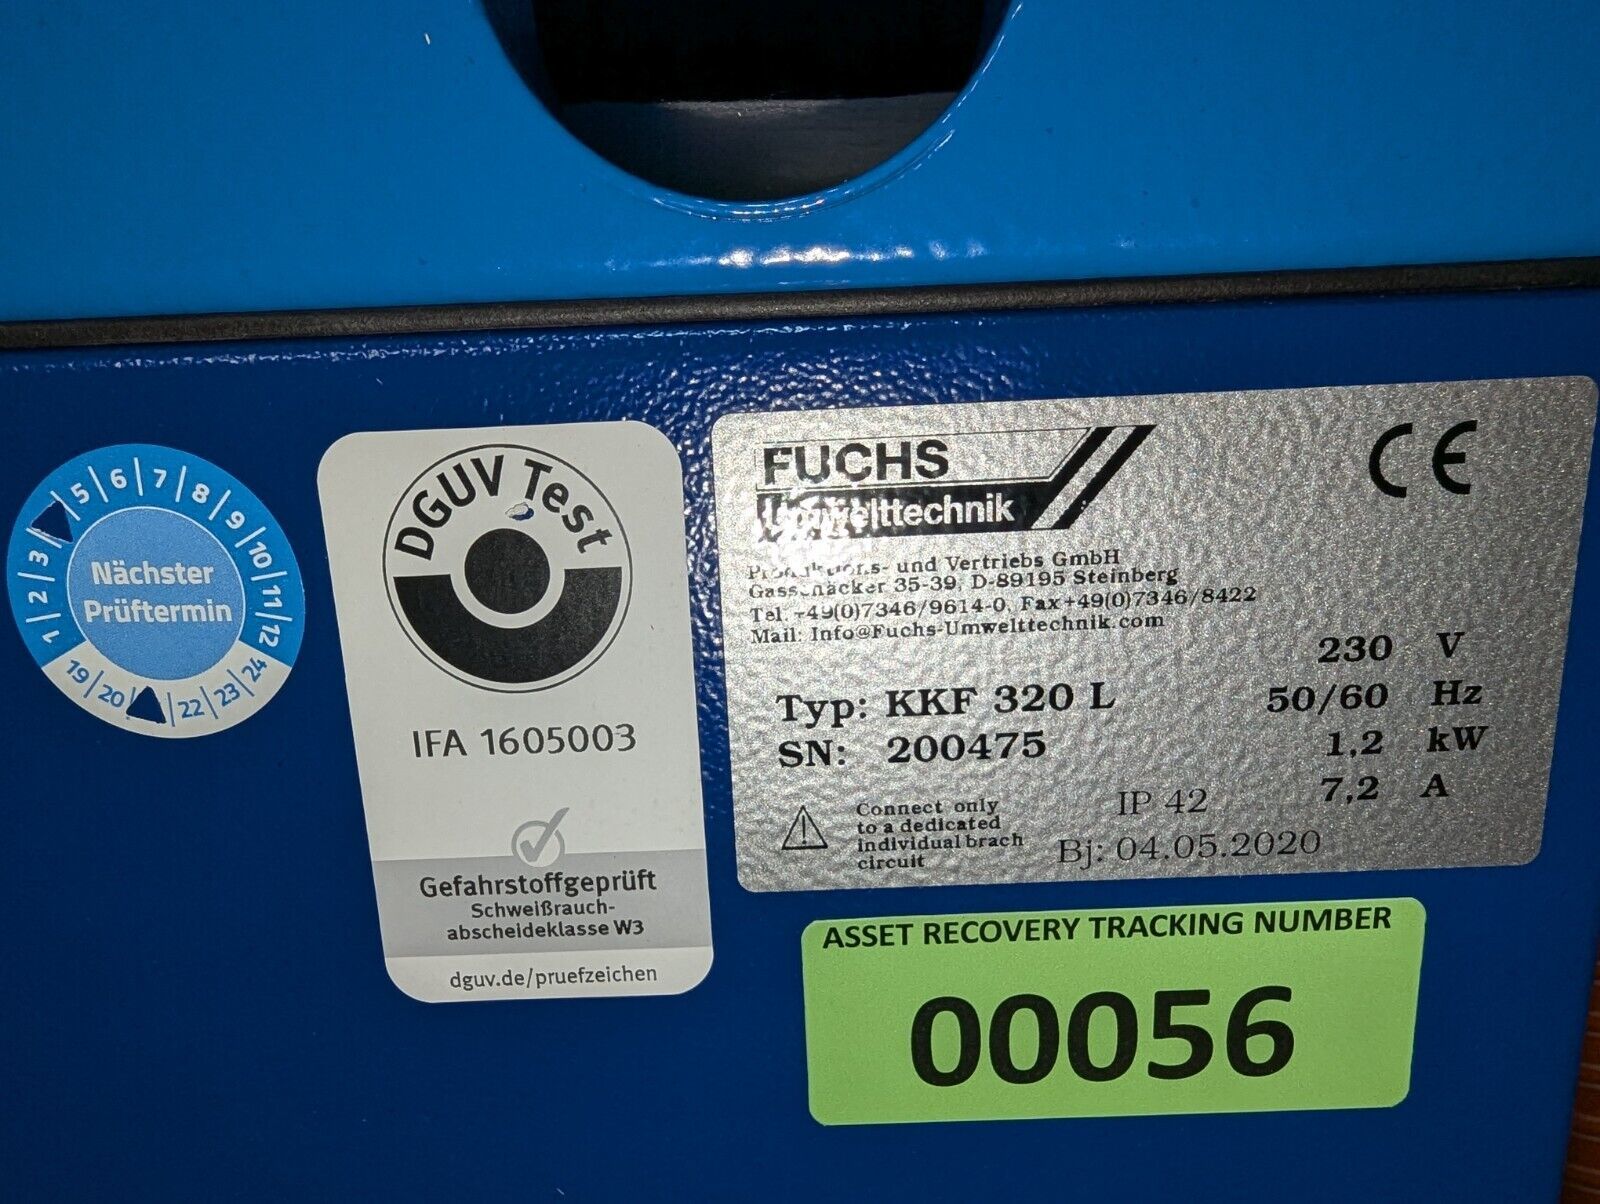 1 2 3 5 6 7 8 9 10 11 12
Nächster
Prüftermin
19 20 22 23 24
DGUV Test
IFA 1605003
Gefahrstoffgeprüft
Schweißrauch-
abscheideklasse W3
dguv.de/pruefzeichen
FUCHS
Umwelttechnik
CE
Produktions- und Vertriebs GmbH
Gassenäcker 35-39, D-89195 Steinberg
Tel. +49(0)7346/9614-0, Fax+49(0)7346/8422
Mail: Info@Fuchs-Umwelttechnik.com
230 V
Typ: KKF 320 L 50/60 Hz
SN: 200475 1,2 kW
7,2 A
Connect only
to a dedicated
individual brach
circuit
IP 42
Bj: 04.05.2020
ASSET RECOVERY TRACKING NUMBER
00056